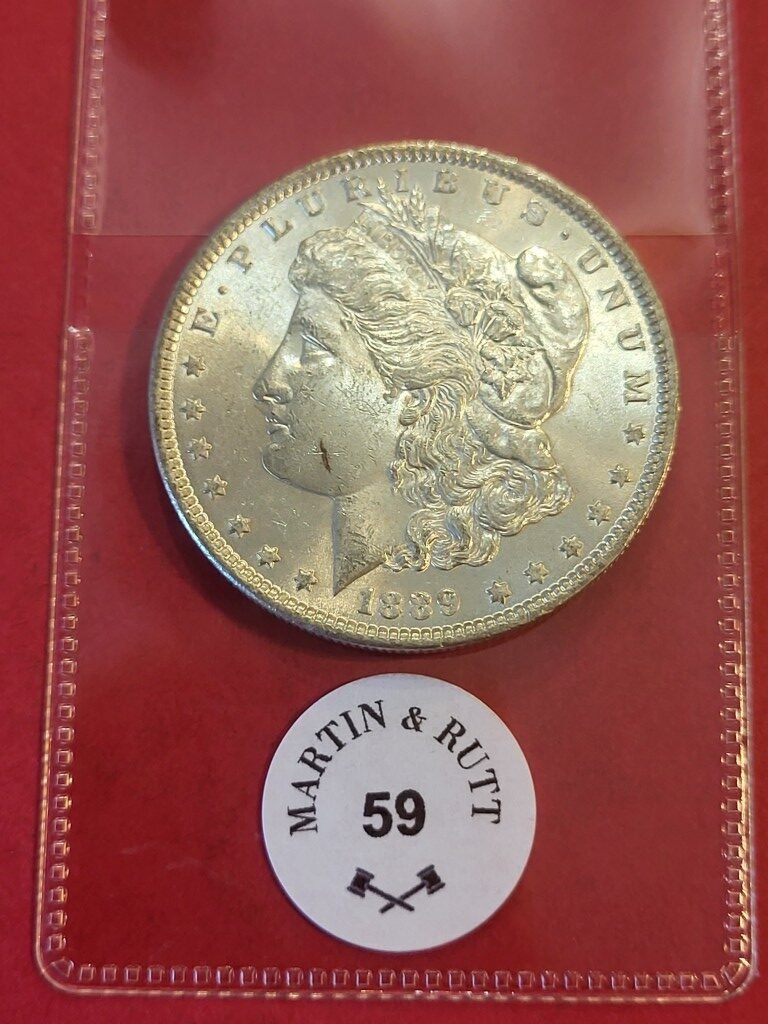 E · PLURIBUS · UNUM
1889
MARTIN & RUTT
59